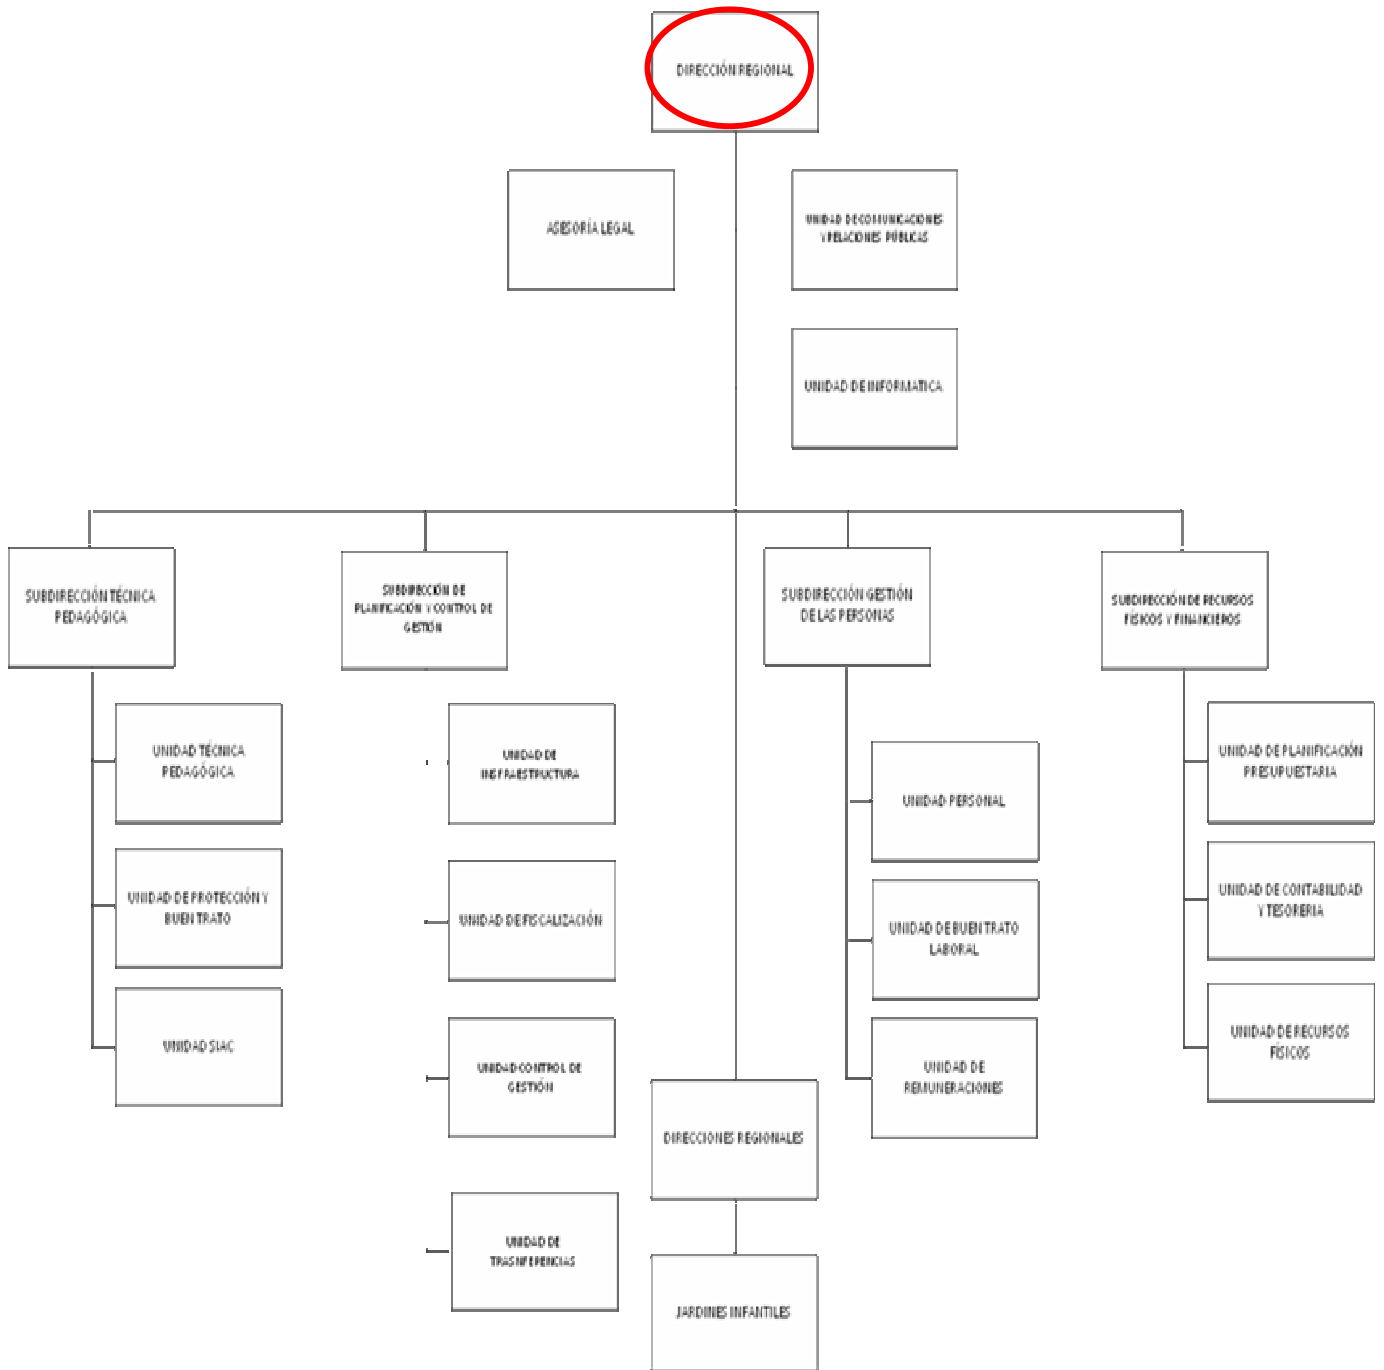 DIRECCIÓN REGIONAL
ASESORÍA LEGAL
UNIDAD DE COMUNICACIONES
Y RELACIONES PÚBLICAS
UNIDAD DE INFORMATICA
SUBDIRECCIÓN TÉCNICA
PEDAGÓGICA
SUBDIRECCIÓN DE
PLANIFICACIÓN Y CONTROL DE
GESTIÓN
SUBDIRECCIÓN GESTIÓN
DE LAS PERSONAS
SUBDIRECCIÓN DE RECURSOS
FÍSICOS Y FINANCIEROS
UNIDAD TÉCNICA
PEDAGÓGICA
UNIDAD DE PROTECCIÓN Y
BUEN TRATO
UNIDAD SIAC
UNIDAD DE
INSFRAESTRUCTURA
UNIDAD DE FISCALIZACIÓN
UNIDAD CONTROL DE
GESTIÓN
UNIDAD DE
TRASNFERENCIAS
DIRECCIONES REGIONALES
JARDINES INFANTILES
UNIDAD PERSONAL
UNIDAD DE BUEN TRATO
LABORAL
UNIDAD DE
REMUNERACIONES
UNIDAD DE PLANIFICACIÓN
PRESUPUESTARIA
UNIDAD DE CONTABILIDAD
Y TESORERIA
UNIDAD DE RECURSOS
FÍSICOS